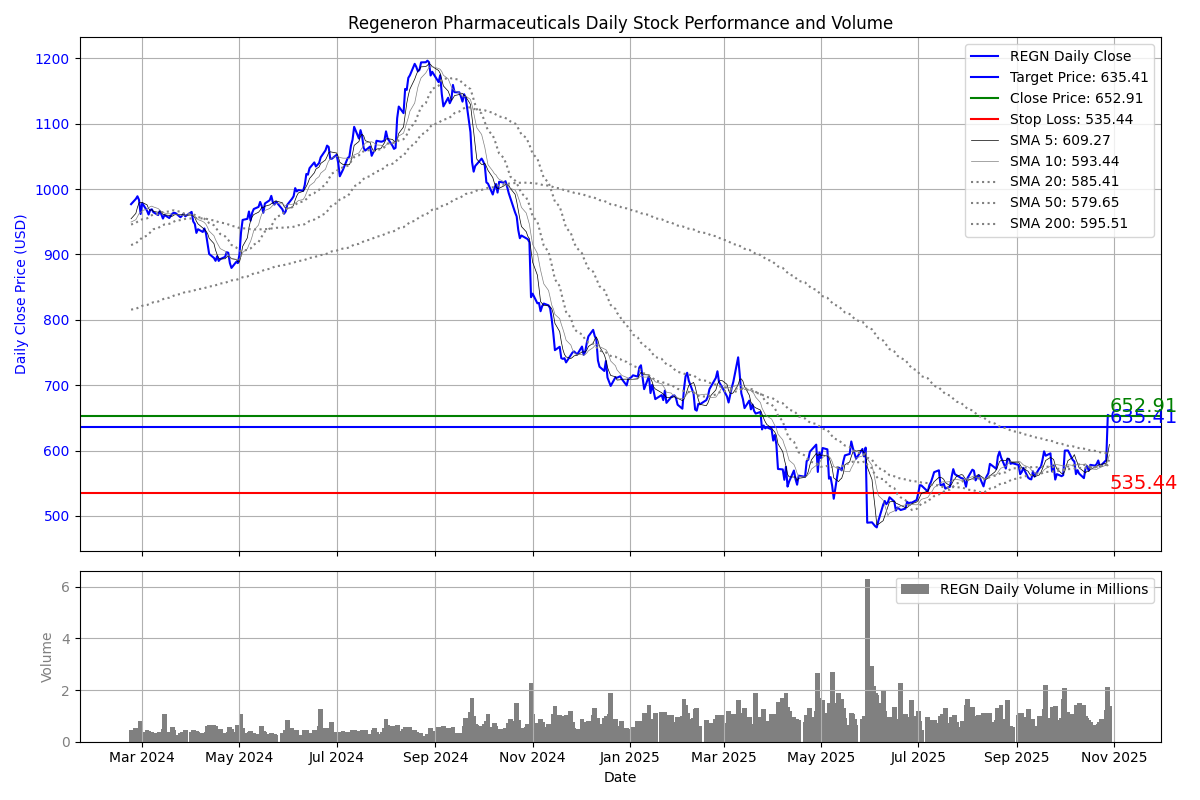 Regeneron Pharmaceuticals Daily Stock Performance and Volume
Daily Close Price (USD)
1200
1100
1000
900
800
700
600
500
REGN Daily Close
Target Price: 635.41
Close Price: 652.91
Stop Loss: 535.44
SMA 5: 609.27
SMA 10: 593.44
SMA 20: 585.41
SMA 50: 579.65
SMA 200: 595.51
652.91
635.41
535.44
Volume
6
4
2
0
REGN Daily Volume in Millions
Mar 2024 May 2024 Jul 2024 Sep 2024 Nov 2024 Jan 2025 Mar 2025 May 2025 Jul 2025 Sep 2025 Nov 2025
Date